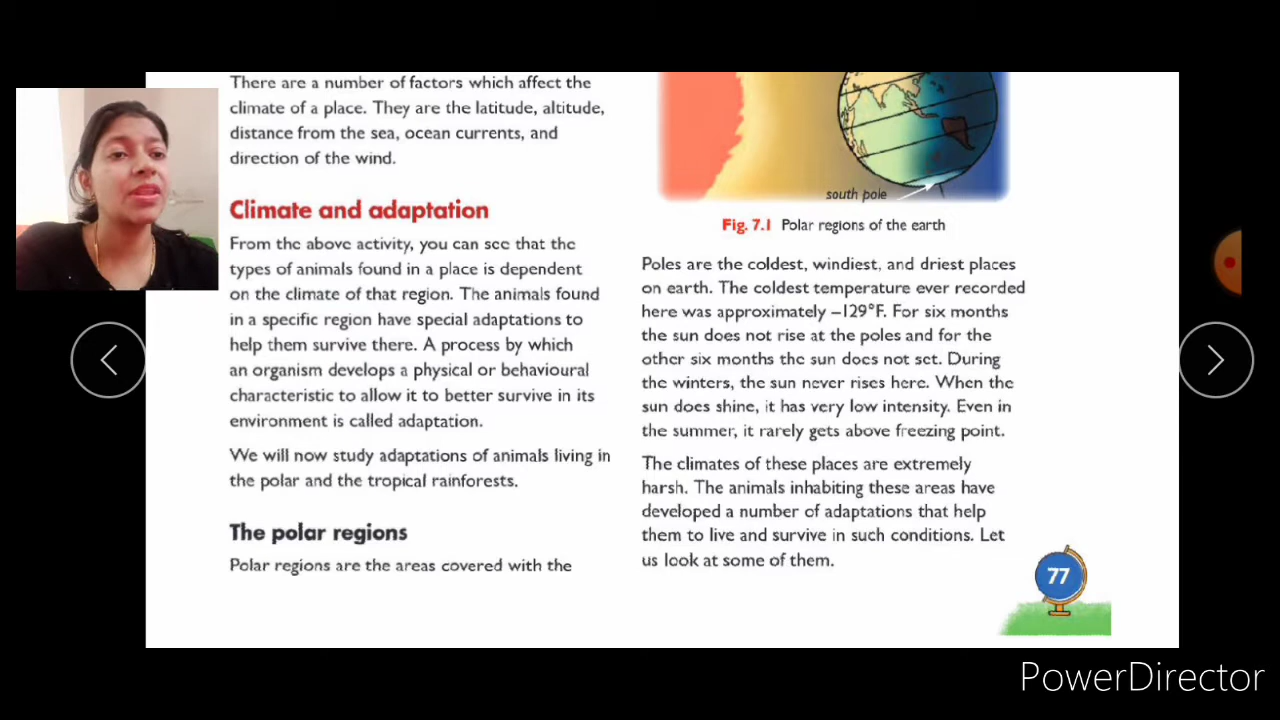 There are a number of factors which affect the
climate of a place. They are the latitude, altitude,
distance from the sea, ocean currents, and
direction of the wind.
Climate and adaptation
From the above activity, you can see that the
types of animals found in a place is dependent
on the climate of that region. The animals found
in a specific region have special adaptations to
help them survive there. A process by which
an organism develops a physical or behavioural
characteristic to allow it to better survive in its
environment is called adaptation.
We will now study adaptations of animals living in
the polar and the tropical rainforests.
The polar regions
Polar regions are the areas covered with the
south pole
Fig. 7.1 Polar regions of the earth
Poles are the coldest, windiest, and driest places
on earth. The coldest temperature ever recorded
here was approximately –129°F. For six months
the sun does not rise at the poles and for the
other six months the sun does not set. During
the winters, the sun never rises here. When the
sun does shine, it has very low intensity. Even in
the summer, it rarely gets above freezing point.
The climates of these places are extremely
harsh. The animals inhabiting these areas have
developed a number of adaptations that help
them to live and survive in such conditions. Let
us look at some of them.
77
PowerDirector